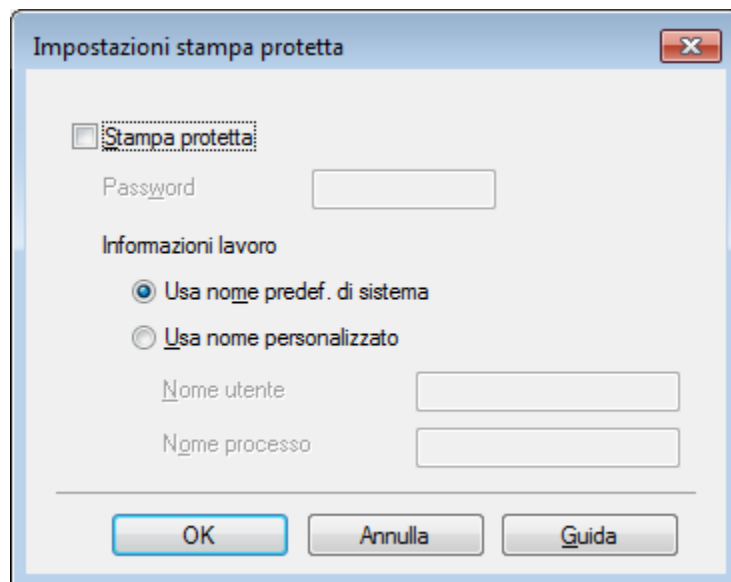 Impostazioni stampa protetta
Stampa protetta
Password
Informazioni lavoro
Usa nome predef. di sistema
Usa nome personalizzato
Nome utente
Nome processo
OK Annulla Guida